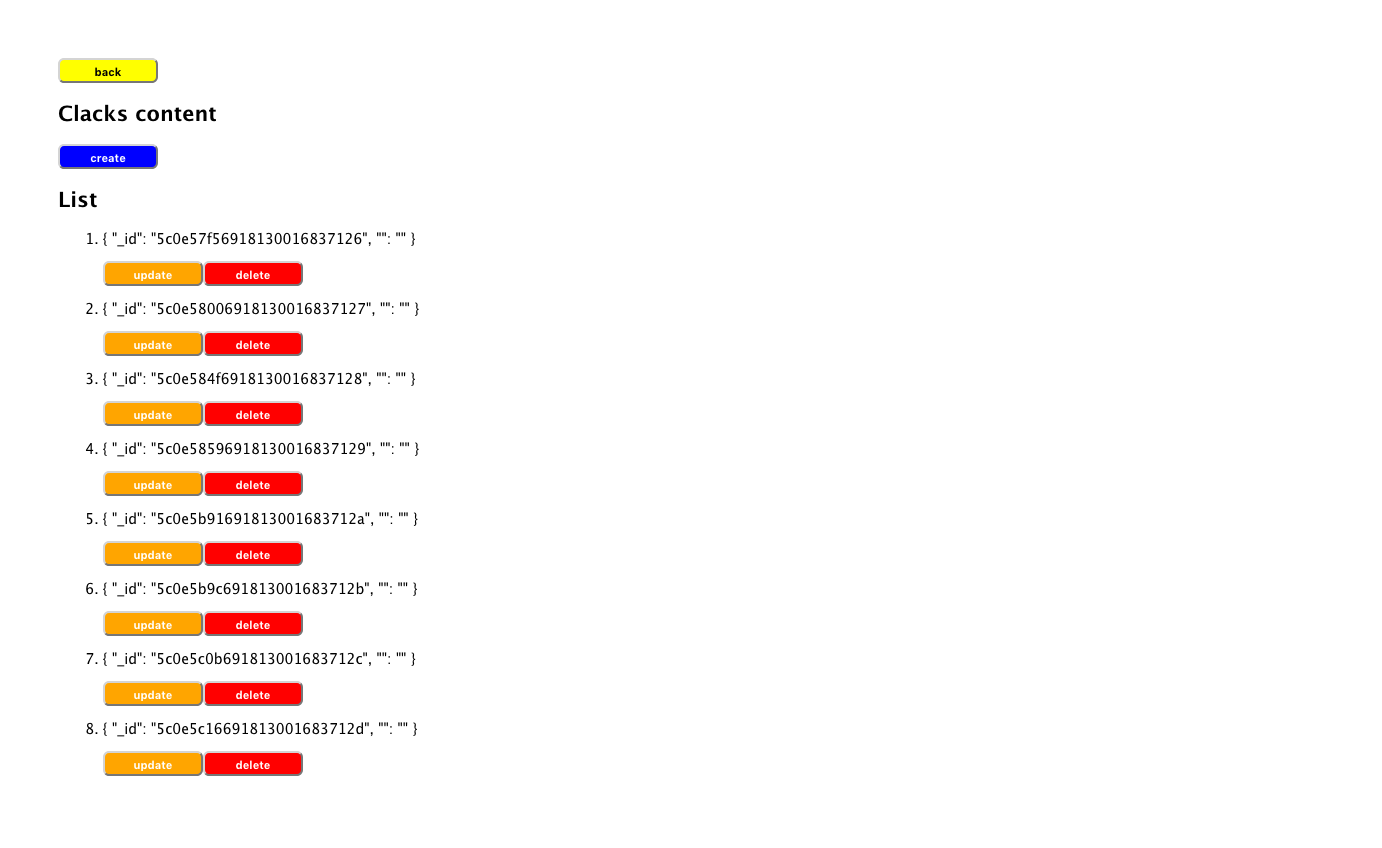 back
Clacks content
create
List
1. { "_id": "5c0e57f56918130016837126", "": "" }
update delete
2. { "_id": "5c0e58006918130016837127", "": "" }
update delete
3. { "_id": "5c0e584f6918130016837128", "": "" }
update delete
4. { "_id": "5c0e58596918130016837129", "": "" }
update delete
5. { "_id": "5c0e5b91691813001683712a", "": "" }
update delete
6. { "_id": "5c0e5b9c691813001683712b", "": "" }
update delete
7. { "_id": "5c0e5c0b691813001683712c", "": "" }
update delete
8. { "_id": "5c0e5c16691813001683712d", "": "" }
update delete